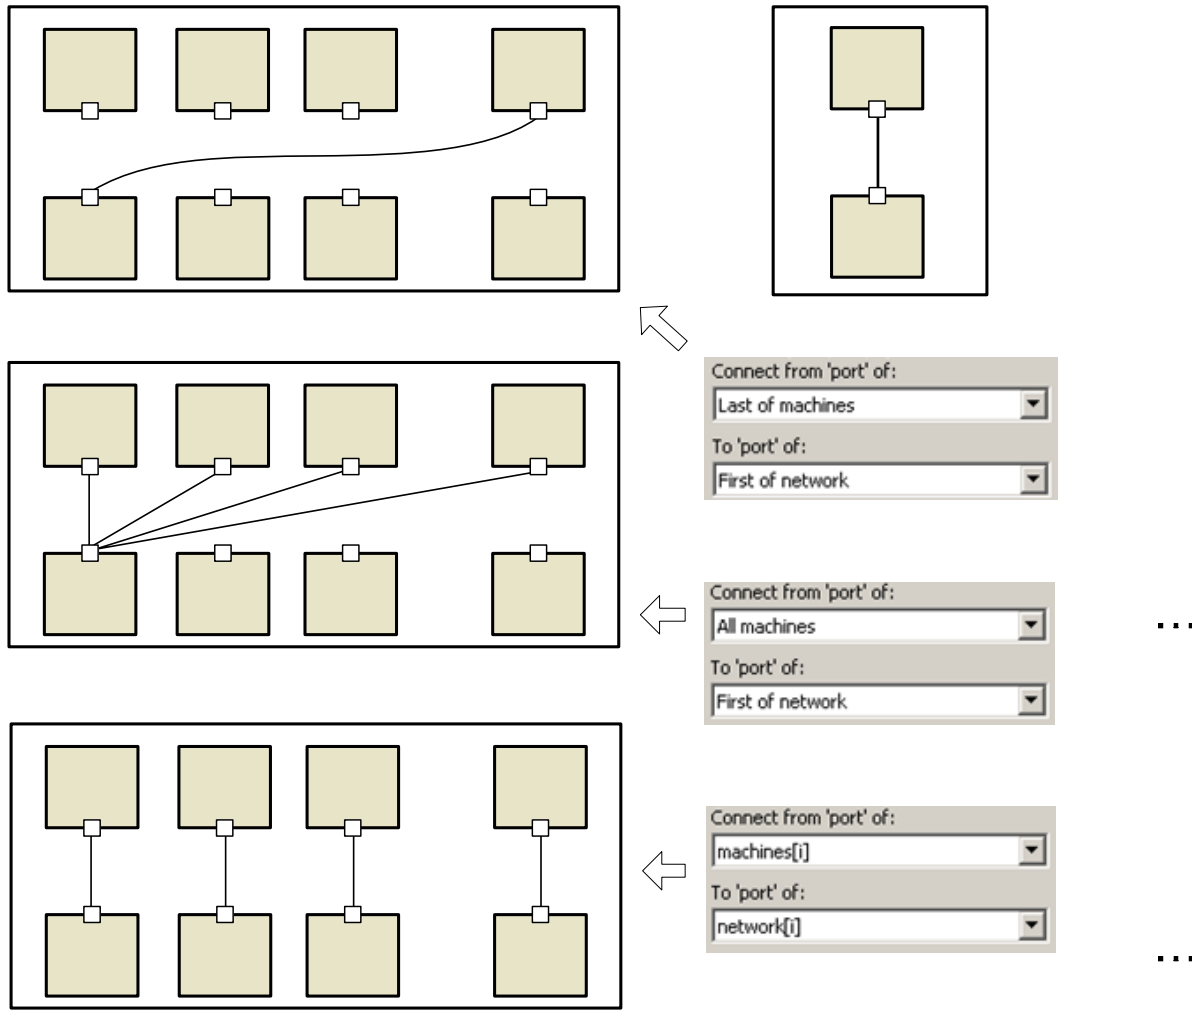 Connect from 'port' of:
Last of machines
To 'port' of:
First of network
Connect from 'port' of:
All machines
...
To 'port' of:
First of network
Connect from 'port' of:
machines[i]
To 'port' of:
network[i]
...